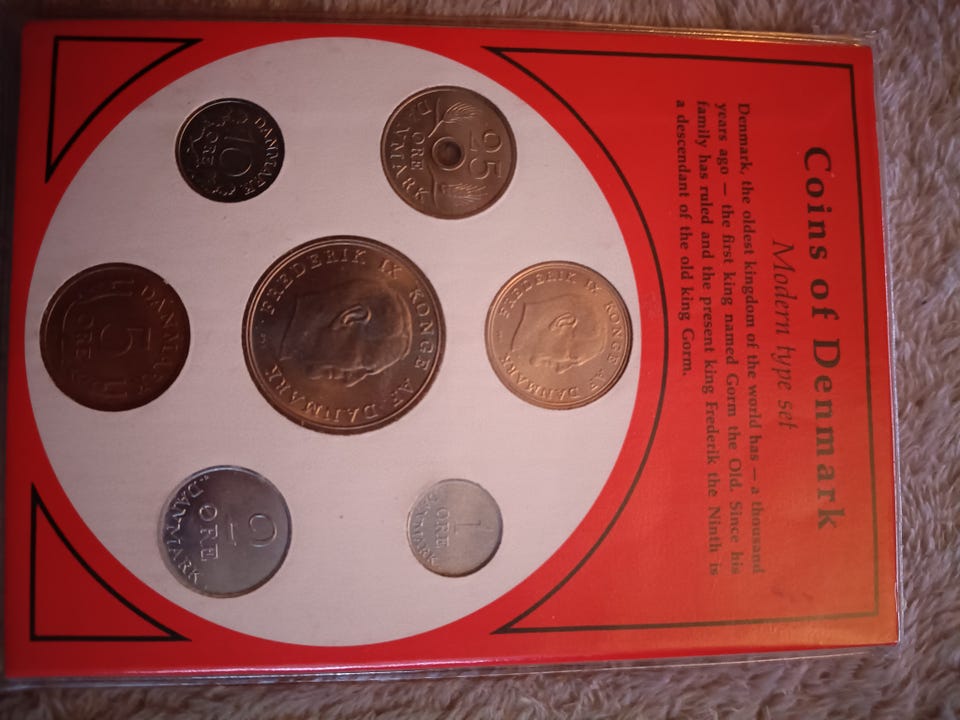 Coins of Denmark
Modern type set
Denmark, the oldest kingdom of the world has — a thousand
years ago — the first king named Gorm the Old. Since his
family has ruled and the present king Frederik the Ninth is
a descendant of the old king Gorm.
FREDERIK IX KONGE AF DANMARK
25
ØRE
DANMARK
FREDERIK IX KONGE AF DANMARK
1
ØRE
DANMARK
DANMARK
10
ØRE
DANMARK
5
ØRE
2
ØRE
DANMARK